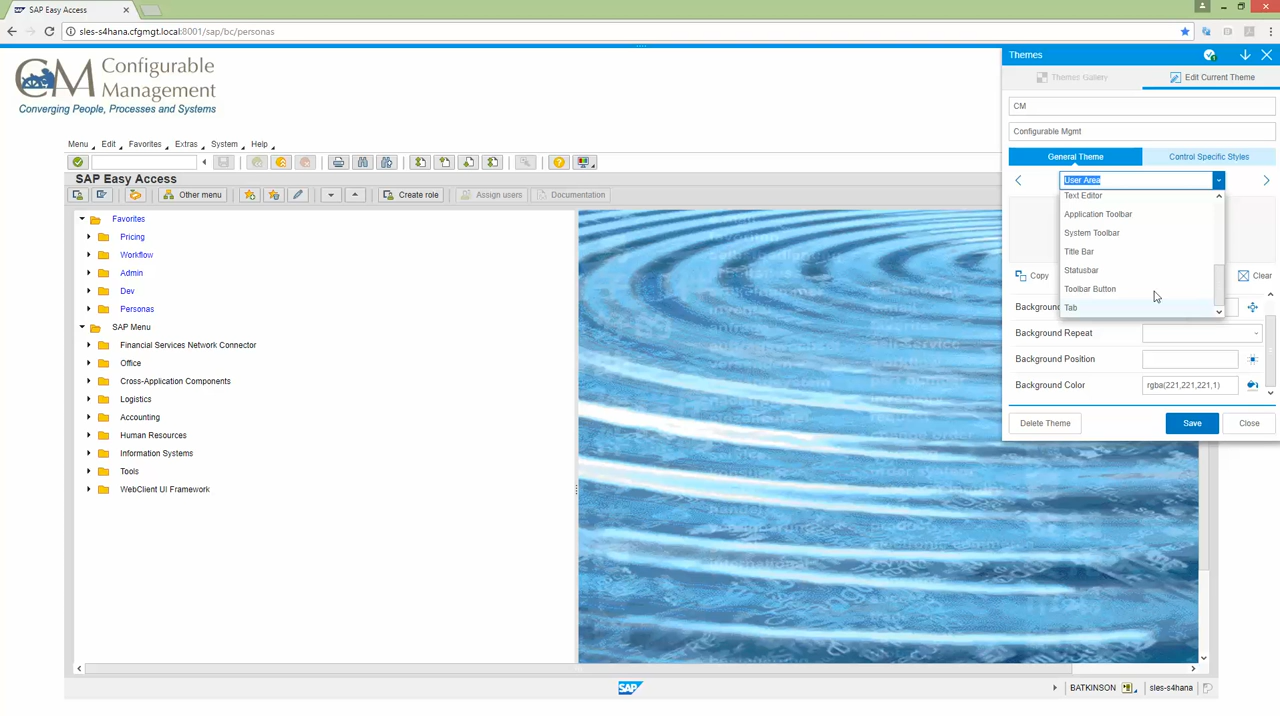 SAP Easy Access
sles-s4hana.cfgmgt.local:8001/sap/bc/personas
CM Configurable
Management
Converging People, Processes and Systems
Menu Edit Favorites Extras System Help
SAP Easy Access
Other menu Create role Assign users Documentation
Favorites
Pricing
Workflow
Admin
Dev
Personas
SAP Menu
Financial Services Network Connector
Office
Cross-Application Components
Logistics
Accounting
Human Resources
Information Systems
Tools
WebClient UI Framework
Themes
Themes Gallery Edit Current Theme
CM
Configurable Mgmt
General Theme Control Specific Styles
User Area
Text Editor
Application Toolbar
System Toolbar
Title Bar
Statusbar
Toolbar Button
Tab
Copy Clear
Background Repeat
Background Position
Background Color rgba(221,221,221,1)
Delete Theme Save Close
SAP BATKINSON sles-s4hana